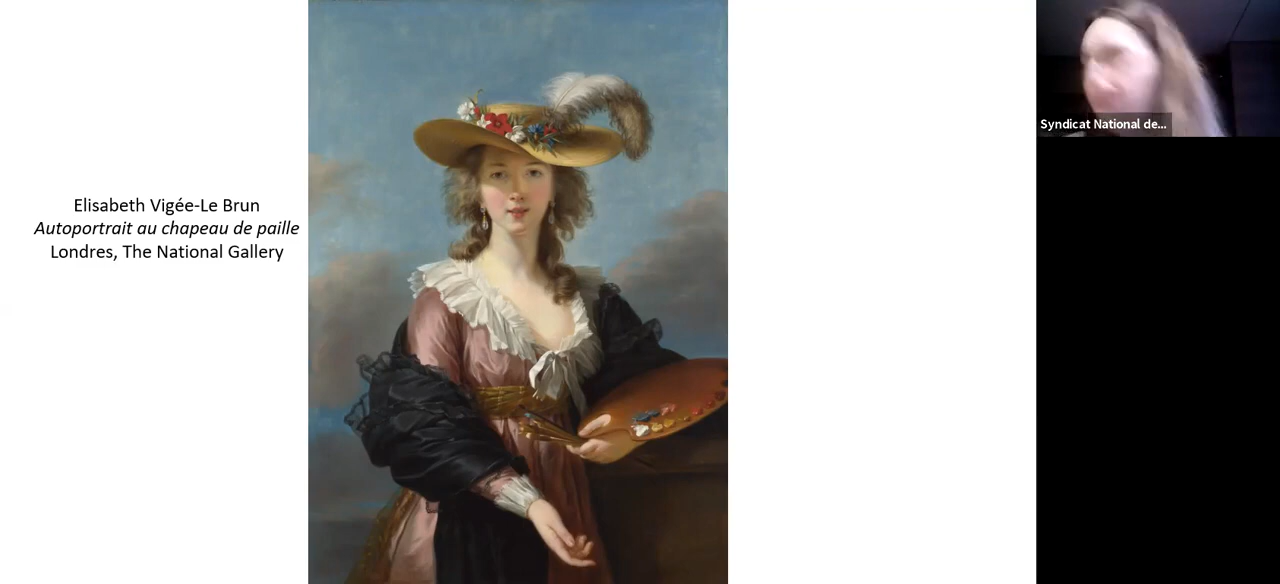 Elisabeth Vigée-Le Brun
Autoportrait au chapeau de paille
Londres, The National Gallery
Syndicat National de...